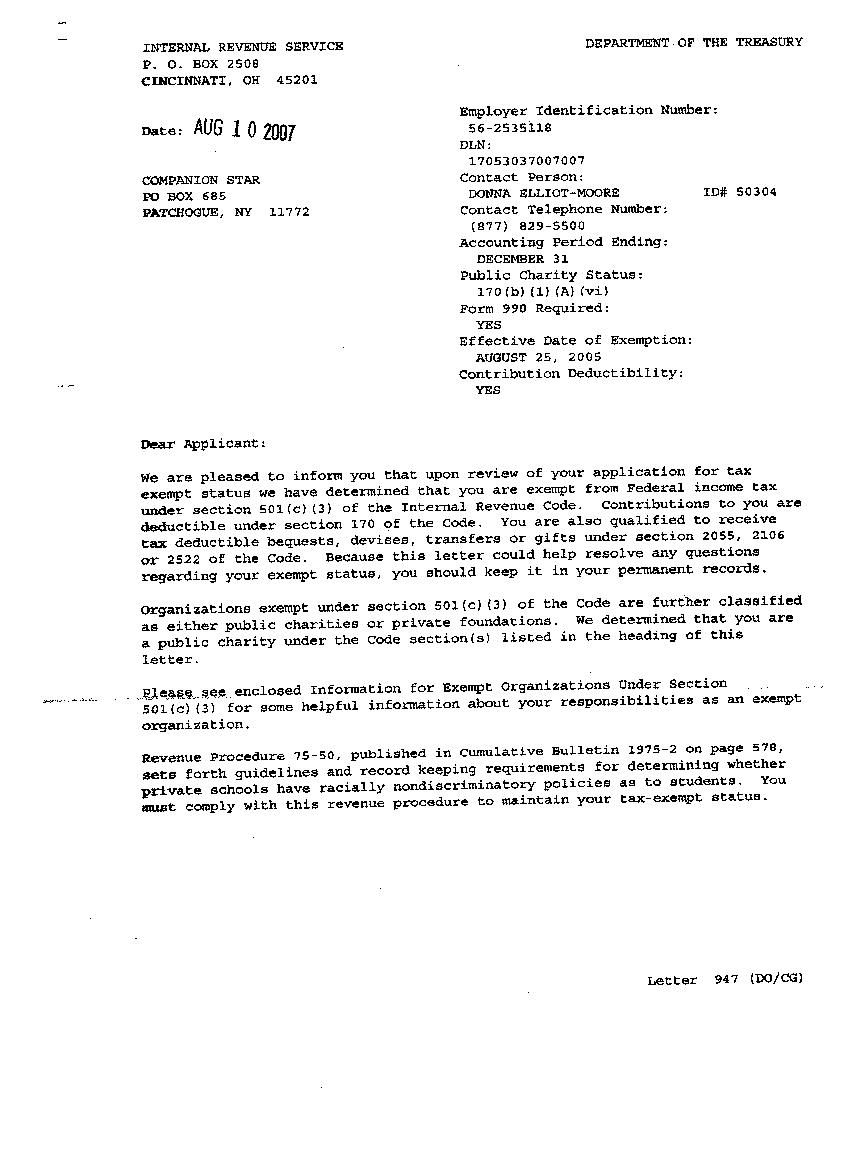 INTERNAL REVENUE SERVICE
P. O. BOX 2508
CINCINNATI, OH 45201
DEPARTMENT OF THE TREASURY
Date: AUG 10 2007
COMPANION STAR
PO BOX 685
PATCHOGUE, NY 11772
Employer Identification Number:
56-2535118
DLN:
17053037007007
Contact Person:
DONNA ELLIOT-MOORE ID# 50304
Contact Telephone Number:
(877) 829-5500
Accounting Period Ending:
DECEMBER 31
Public Charity Status:
170(b)(1)(A)(vi)
Form 990 Required:
YES
Effective Date of Exemption:
AUGUST 25, 2005
Contribution Deductibility:
YES
Dear Applicant:
We are pleased to inform you that upon review of your application for tax
exempt status we have determined that you are exempt from Federal income tax
under section 501(c)(3) of the Internal Revenue Code. Contributions to you are
deductible under section 170 of the Code. You are also qualified to receive
tax deductible bequests, devises, transfers or gifts under section 2055, 2106
or 2522 of the Code. Because this letter could help resolve any questions
regarding your exempt status, you should keep it in your permanent records.
Organizations exempt under section 501(c)(3) of the Code are further classified
as either public charities or private foundations. We determined that you are
a public charity under the Code section(s) listed in the heading of this
letter.
Please see enclosed Information for Exempt Organizations Under Section
501(c)(3) for some helpful information about your responsibilities as an exempt
organization.
Revenue Procedure 75-50, published in Cumulative Bulletin 1975-2 on page 578,
sets forth guidelines and record keeping requirements for determining whether
private schools have racially nondiscriminatory policies as to students. You
must comply with this revenue procedure to maintain your tax-exempt status.
Letter 947 (DO/CG)